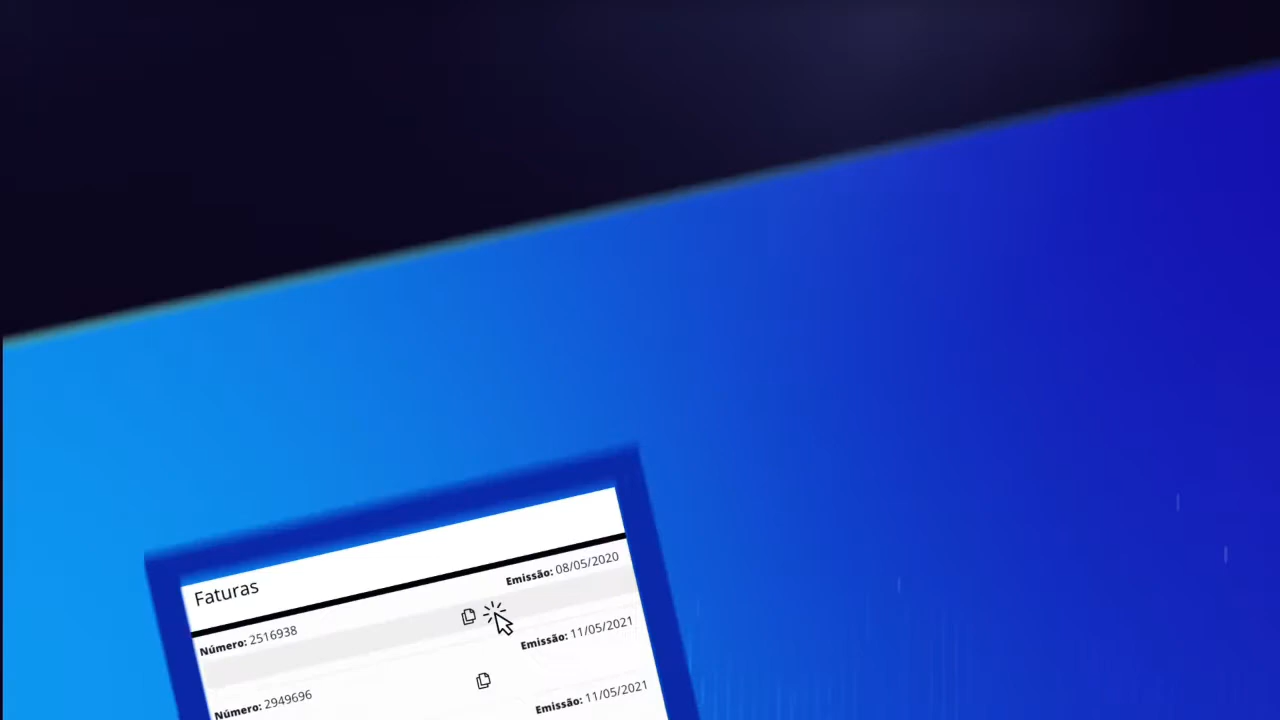 Faturas
Emissão: 08/05/2020
Número: 2516938
Emissão: 11/05/2021
Número: 2949696
Emissão: 11/05/2021